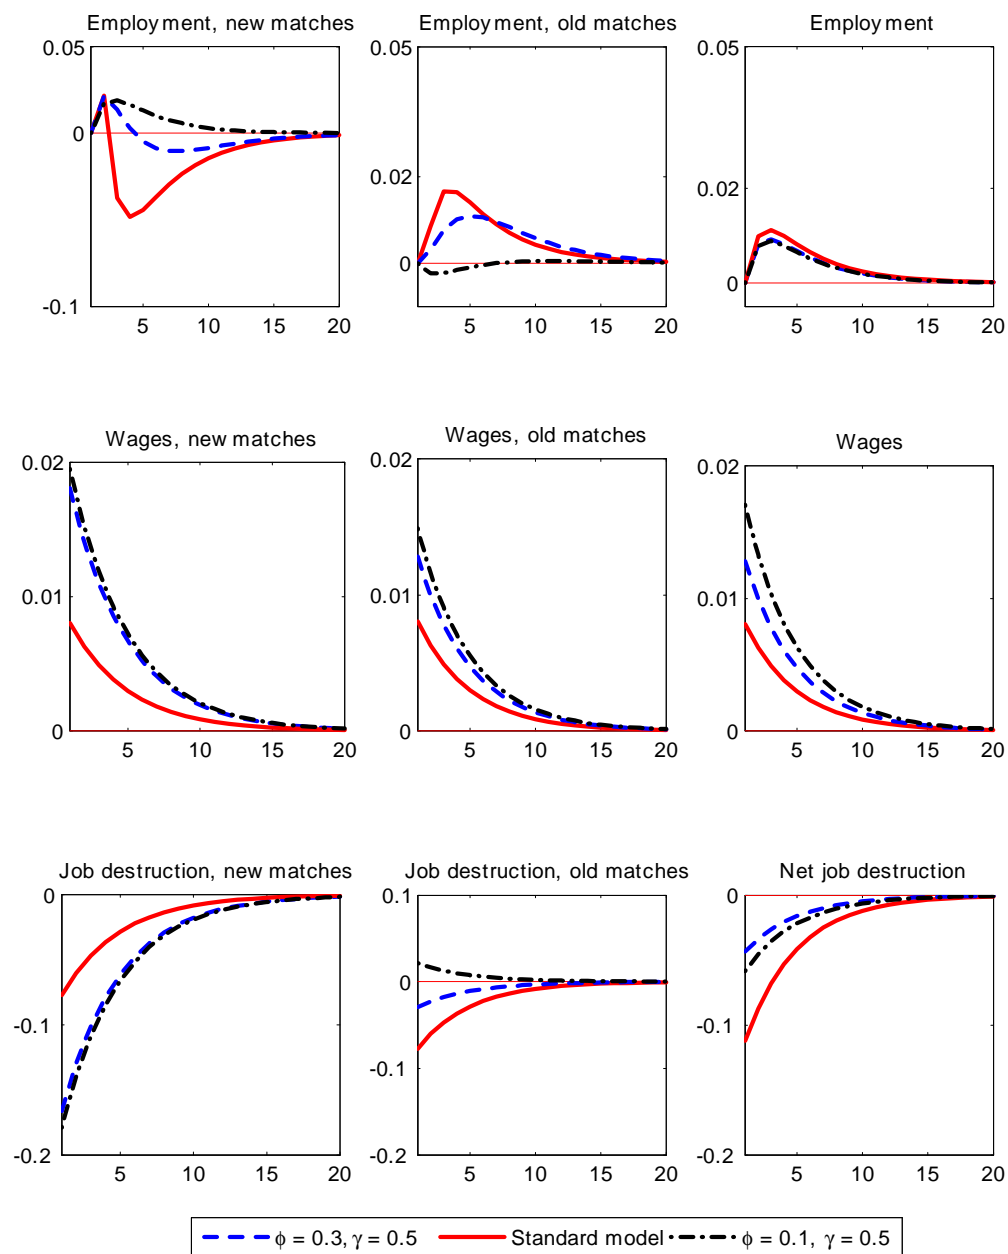 Employment, new matches Employment, old matches Employment
0.05 0.05 0.05
0.02
0.02
0
0
0
-0.1
5 10 15 20 5 10 15 20 5 10 15 20
Wages, new matches Wages, old matches Wages
0.02 0.02 0.02
0.01 0.01 0.01
0 0 0
5 10 15 20 5 10 15 20 5 10 15 20
Job destruction, new matches Job destruction, old matches Net job destruction
0 0.1 0
0
-0.1 -0.1 -0.1
-0.2 -0.2 -0.2
5 10 15 20 5 10 15 20 5 10 15 20
ϕ = 0.3, γ = 0.5 Standard model ϕ = 0.1, γ = 0.5